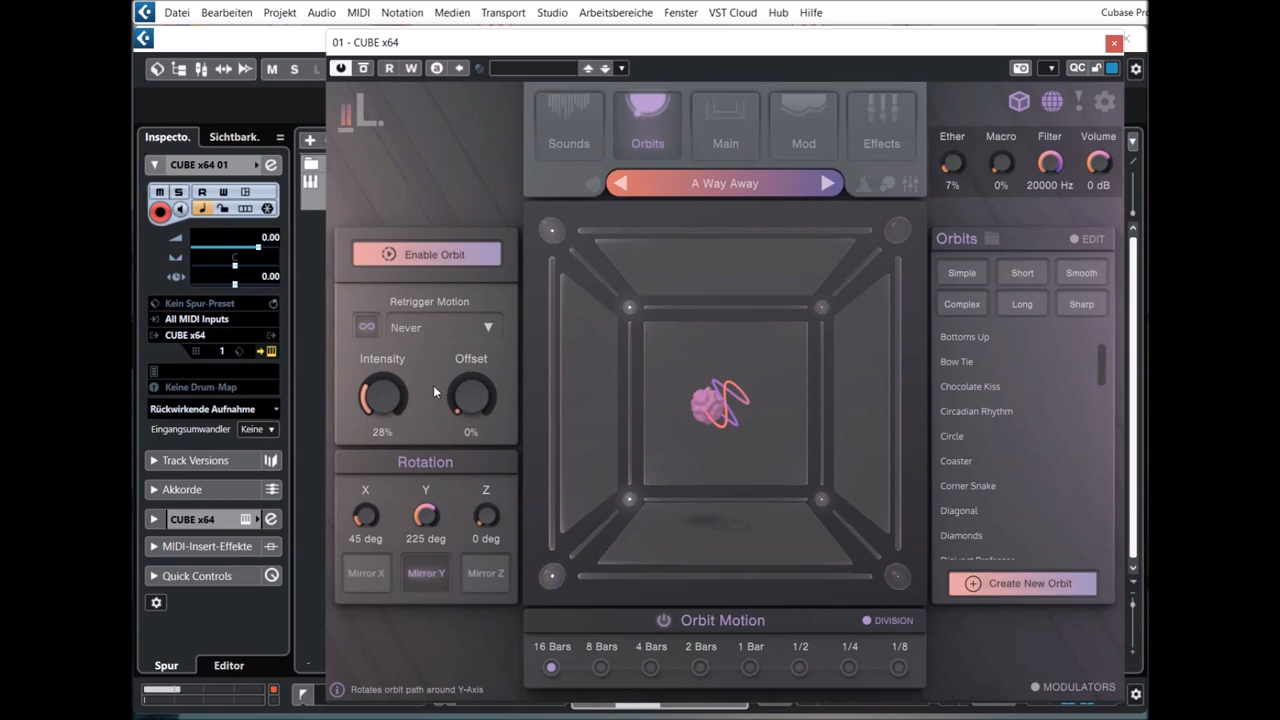 Datei Bearbeiten Projekt Audio MIDI Notation Medien Transport Studio Arbeitsbereiche Fenster VST Cloud Hub Hilfe Cubase Pro
01 - CUBE x64
M S L
R W a QC
Inspecto. Sichtbark.
CUBE x64 01
m S R W
0.00
C
0.00
Kein Spur-Preset
All MIDI Inputs
CUBE x64
1
Keine Drum-Map
Rückwirkende Aufnahme
Eingangsumwandler Keine
Track Versions
Akkorde
CUBE x64
MIDI-Insert-Effekte
Quick Controls
Spur Editor
L.
Sounds Orbits Main Mod Effects
A Way Away
Ether Macro Filter Volume
7% 0% 20000 Hz 0 dB
Enable Orbit
Retrigger Motion
Never
Intensity Offset
28% 0%
Rotation
X Y Z
45 deg 225 deg 0 deg
Mirror X Mirror Y Mirror Z
Orbits EDIT
Simple Short Smooth
Complex Long Sharp
Bottoms Up
Bow Tie
Chocolate Kiss
Circadian Rhythm
Circle
Coaster
Corner Snake
Diagonal
Diamonds
Create New Orbit
Orbit Motion DIVISION
16 Bars 8 Bars 4 Bars 2 Bars 1 Bar 1/2 1/4 1/8
Rotates orbit path around Y-Axis
MODULATORS